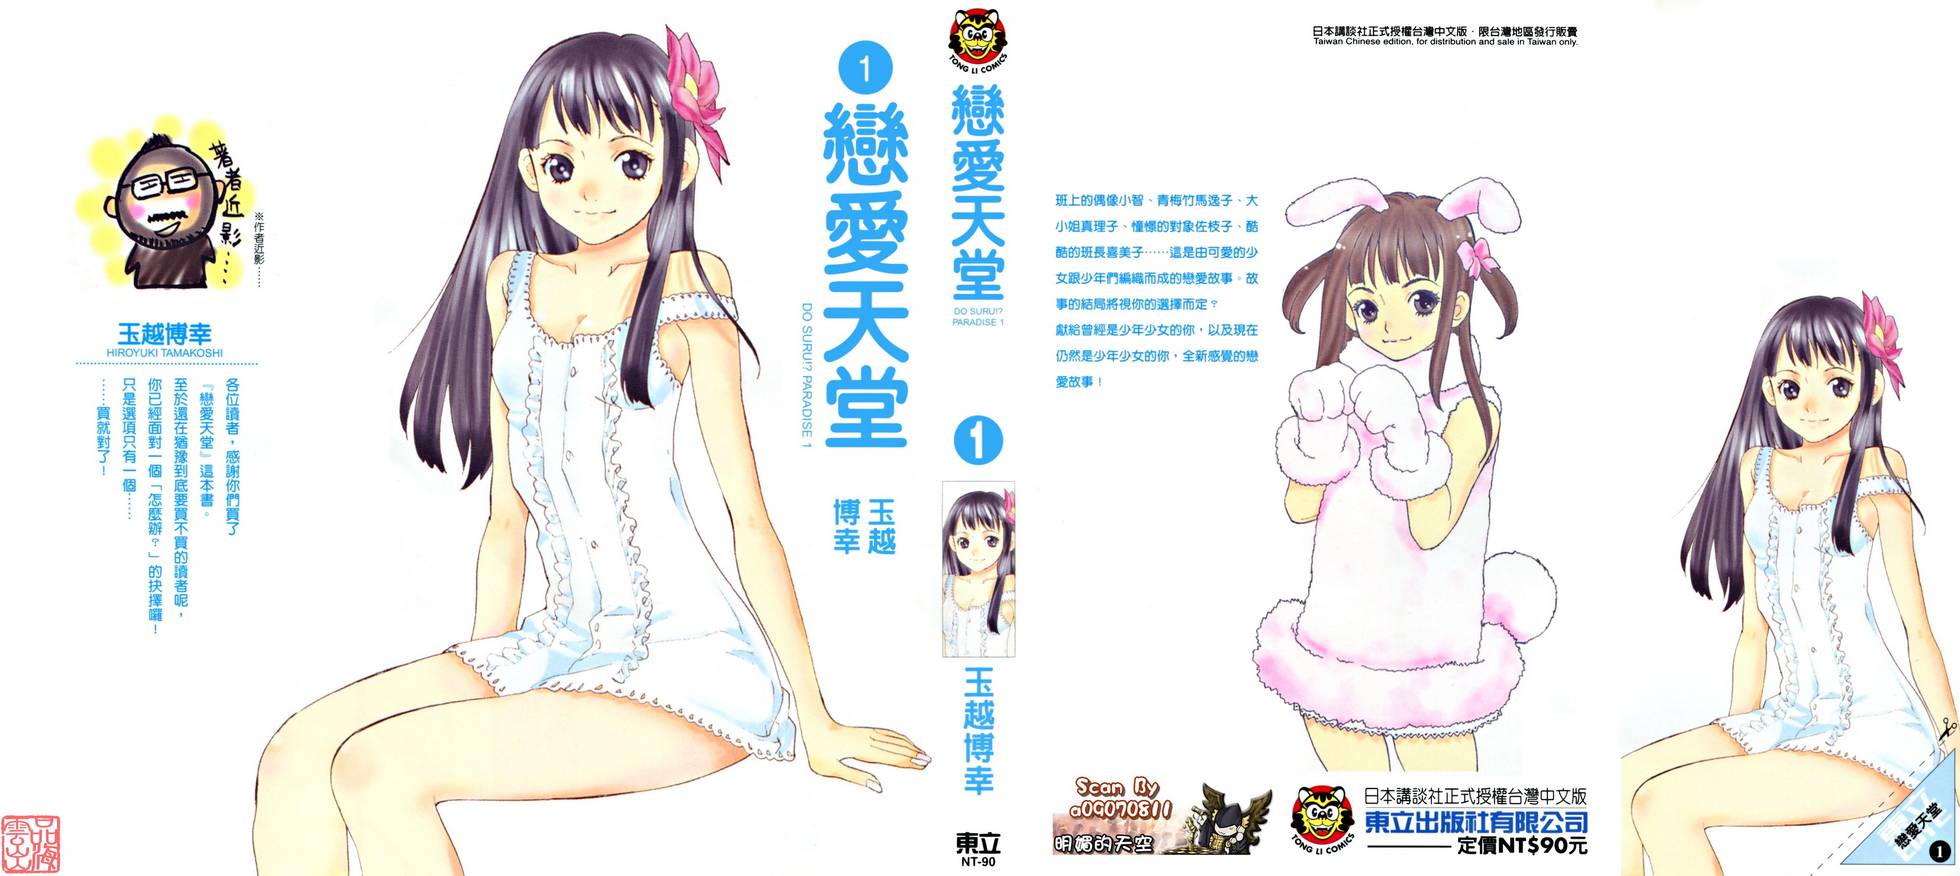 著者近影‥‥
※作者近影……
玉越博幸
HIROYUKI TAMAKOSHI
各位讀者，感謝你們買了
『戀愛天堂』這本書。
至於還在猶豫到底要買不買的讀者呢，
你已經面對一個「怎麼辦？」的抉擇囉！
只是選項只有一個……
……買就對了！
1
戀愛天堂
DO SURU!? PARADISE 1
玉越
博幸
TONG LI COMICS
戀愛天堂
DO SURU!?
PARADISE 1
1
玉越博幸
東立
NT-90
日本講談社正式授權台灣中文版．限台灣地區發行販賣
Taiwan Chinese edition, for distribution and sale in Taiwan only.
班上的偶像小智、青梅竹馬逸子、大
小姐真理子、憧憬的對象佐枝子、酷
酷的班長喜美子……這是由可愛的少
女跟少年們編織而成的戀愛故事。故
事的結局將視你的選擇而定？
獻給曾經是少年少女的你，以及現在
仍然是少年少女的你，全新感覺的戀
愛故事！
Scan By
a09070811
明媚的天空
TONG LI COMICS
日本講談社正式授權台灣中文版
東立出版社有限公司
定價NT$90元
戀愛天堂
1